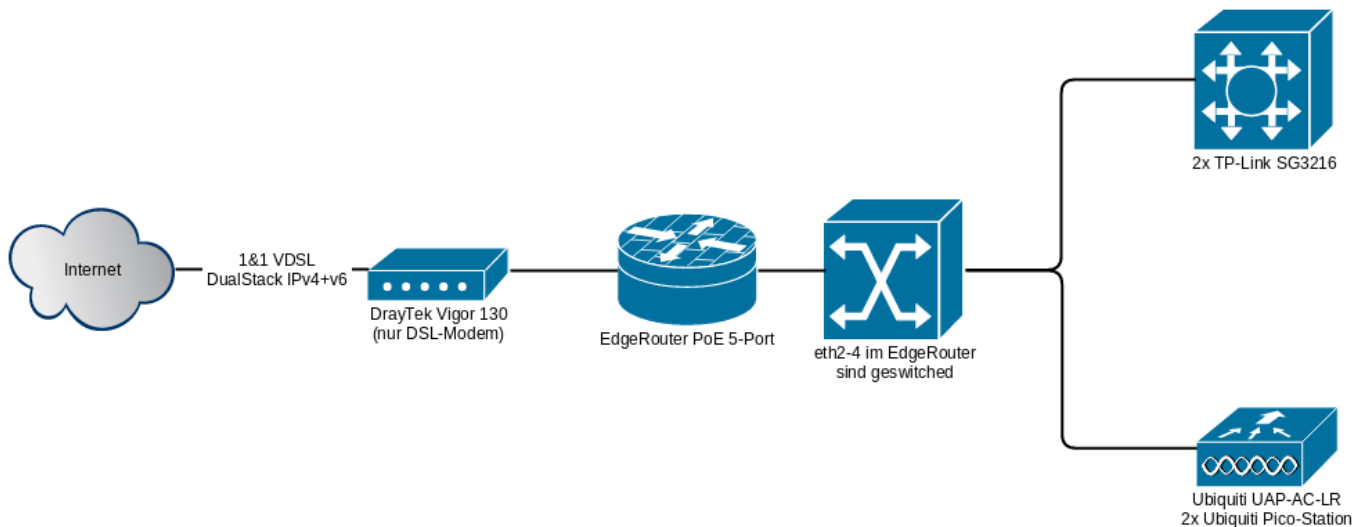 Internet
1&1 VDSL
DualStack IPv4+v6
DrayTek Vigor 130
(nur DSL-Modem)
EdgeRouter PoE 5-Port
eth2-4 im EdgeRouter
sind geswitched
2x TP-Link SG3216
Ubiquiti UAP-AC-LR
2x Ubiquiti Pico-Station